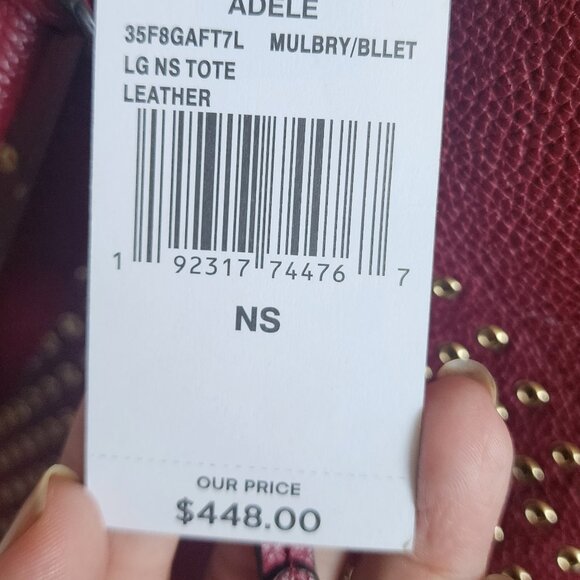 ADELE
35F8GAFT7L MULBRY/BLLET
LG NS TOTE
LEATHER
1 92317 74476 7
NS
OUR PRICE
$448.00